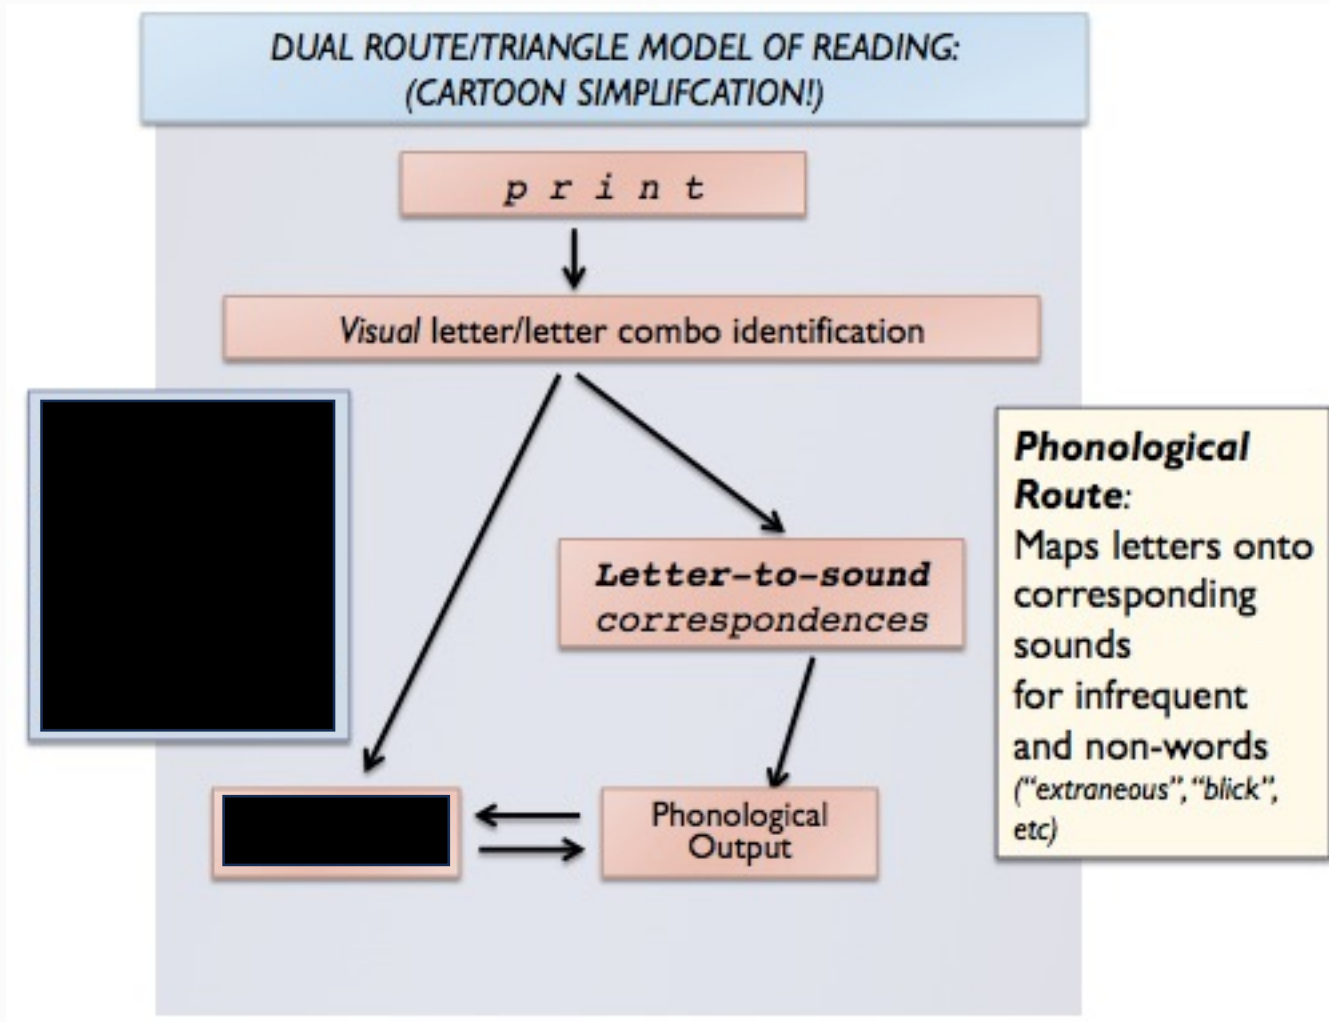 DUAL ROUTE/TRIANGLE MODEL OF READING:
(CARTOON SIMPLIFCATION!)
print
Visual letter/letter combo identification
Letter-to-sound
correspondences
Phonological
Output
Phonological
Route:
Maps letters onto
corresponding
sounds
for infrequent
and non-words
("extraneous", "blick",
etc)